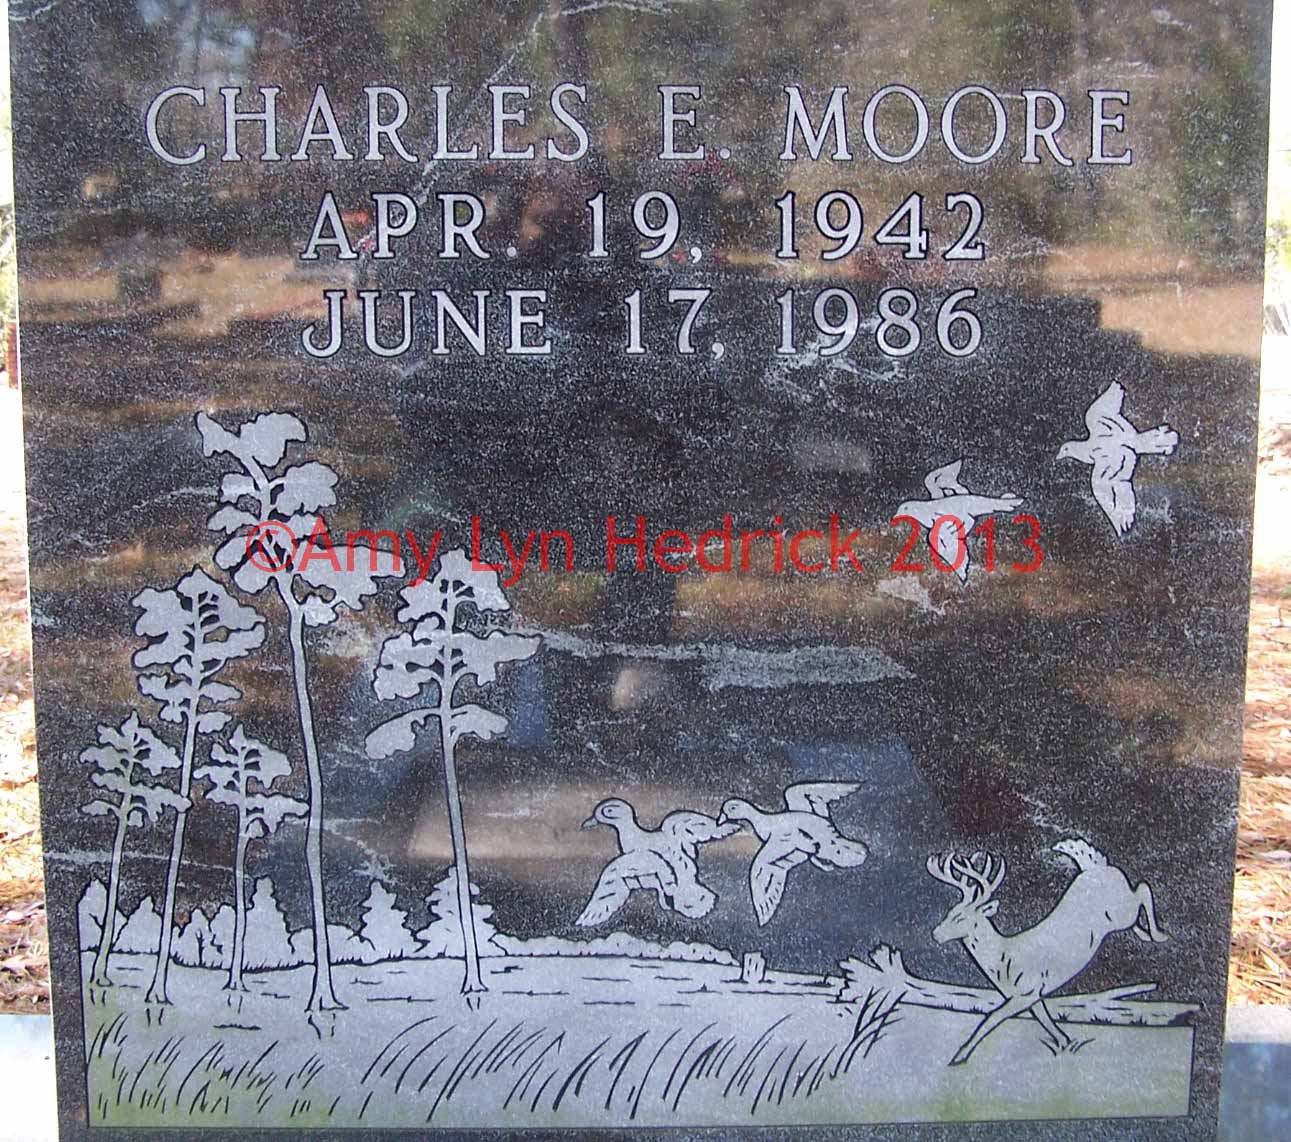 CHARLES E. MOORE
APR. 19, 1942
JUNE 17, 1986
©Amy Lyn Hedrick 2013